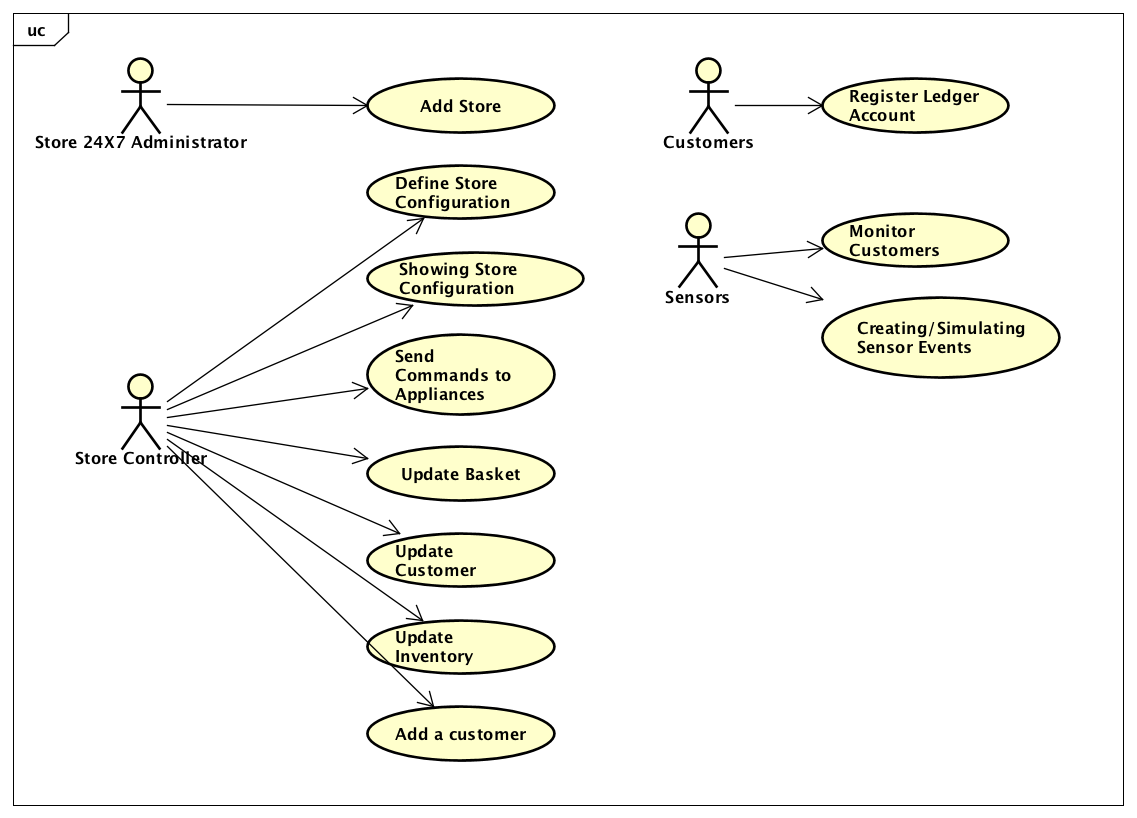 uc
Store 24X7 Administrator
Add Store
Define Store
Configuration
Showing Store
Configuration
Send
Commands to
Appliances
Store Controller
Update Basket
Update
Customer
Update
Inventory
Add a customer
Customers
Register Ledger
Account
Sensors
Monitor
Customers
Creating/Simulating
Sensor Events